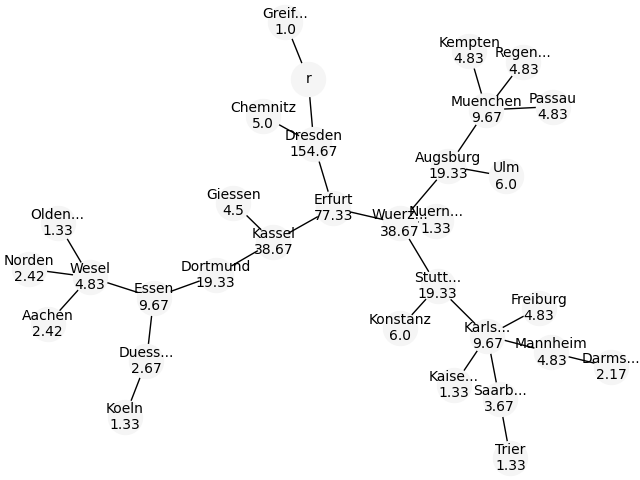 Greif...
1.0
r
Kempten
4.83
Regen...
4.83
Muenchen
9.67
Passau
4.83
Chemnitz
5.0
Dresden
154.67
Augsburg
19.33
Ulm
6.0
Giessen
4.5
Erfurt
77.33
Wuerz...
38.67
Nuern...
1.33
Olden...
1.33
Kassel
38.67
Norden
2.42
Wesel
4.83
Dortmund
19.33
Essen
9.67
Stutt...
19.33
Aachen
2.42
Konstanz
6.0
Freiburg
4.83
Karls...
9.67
Mannheim
4.83
Darms...
2.17
Duess...
2.67
Kaise...
1.33
Saarb...
3.67
Koeln
1.33
Trier
1.33